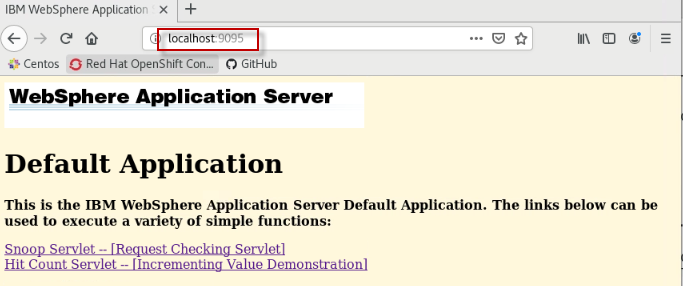 IBM WebSphere Application S
localhost:9095
Centos
Red Hat OpenShift Con...
GitHub
WebSphere Application Server
Default Application
This is the IBM WebSphere Application Server Default Application. The links below can be
used to execute a variety of simple functions:
Snoop Servlet -- [Request Checking Servlet]
Hit Count Servlet -- [Incrementing Value Demonstration]